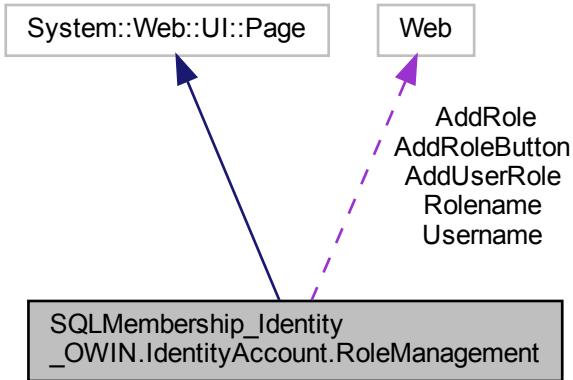 System::Web::UI::Page
Web
AddRole
AddRoleButton
AddUserRole
Rolename
Username
SQLMembership_Identity
_OWIN.IdentityAccount.RoleManagement